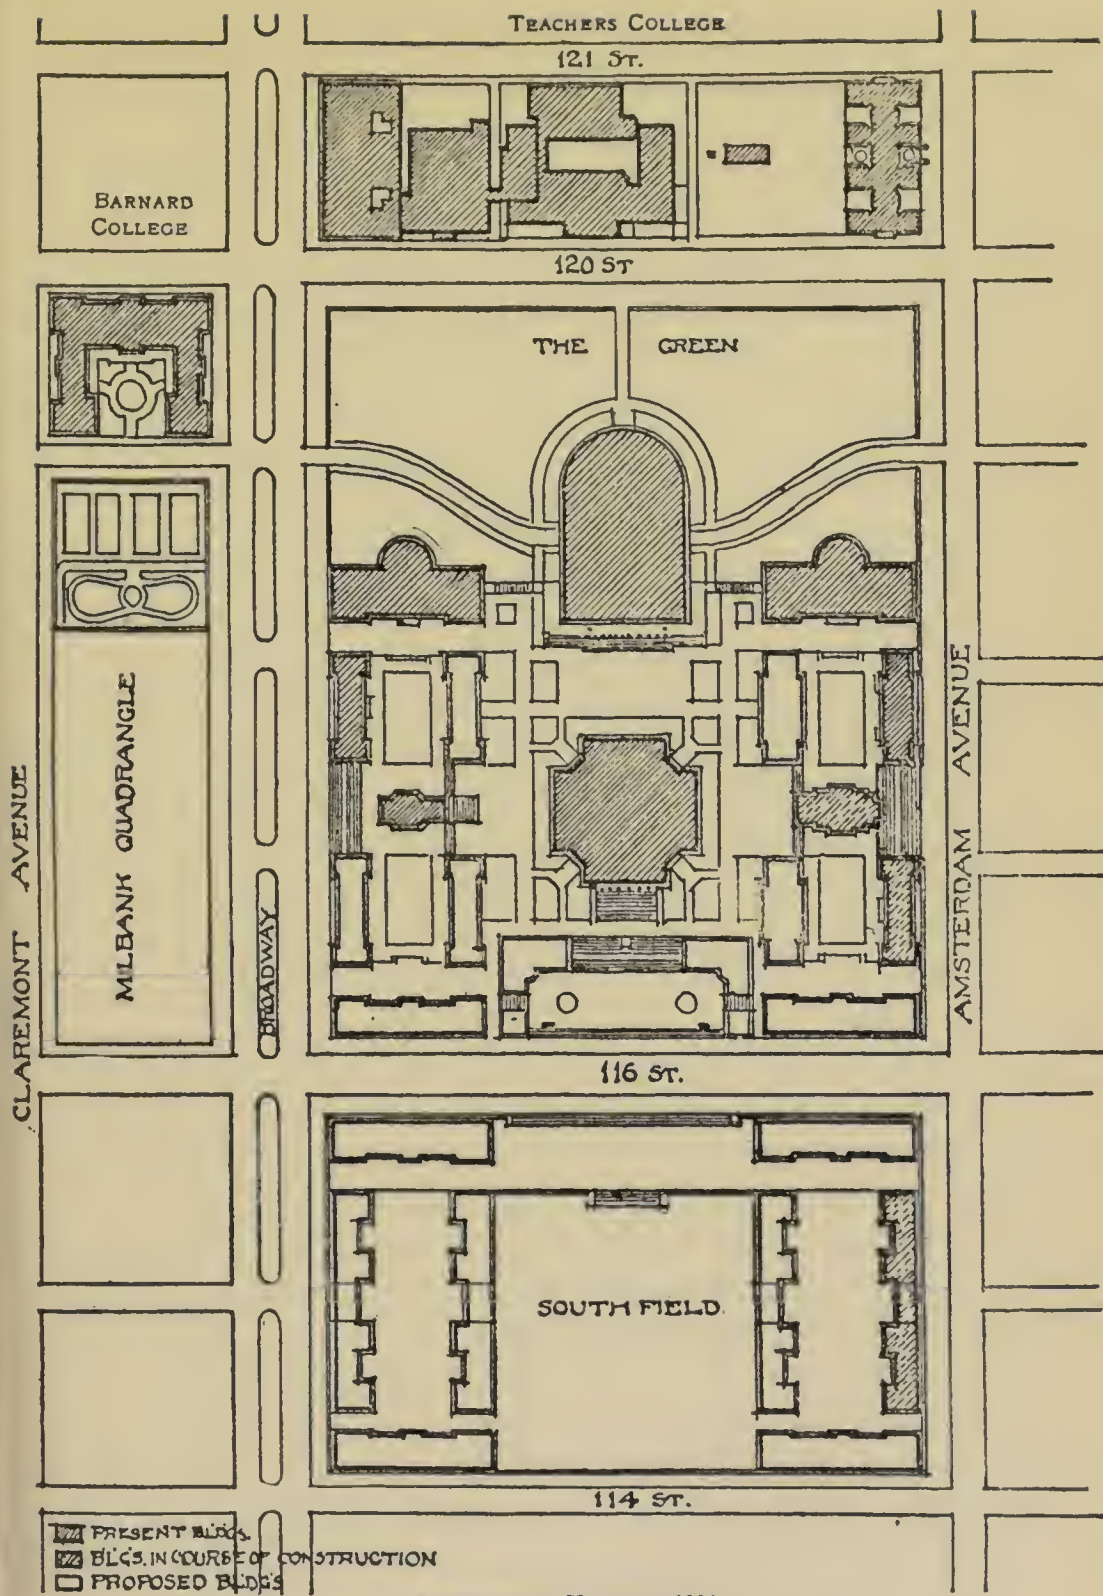 TEACHERS COLLEGE
121 ST.
BARNARD
COLLEGE
120 ST
THE GREEN
MILBANK QUADRANGLE
CLAREMONT AVENUE
BROADWAY
AMSTERDAM AVENUE
116 ST.
SOUTH FIELD
114 ST.
PRESENT BLDGS.
BLGS. IN COURSE OF CONSTRUCTION
PROPOSED BLDGS